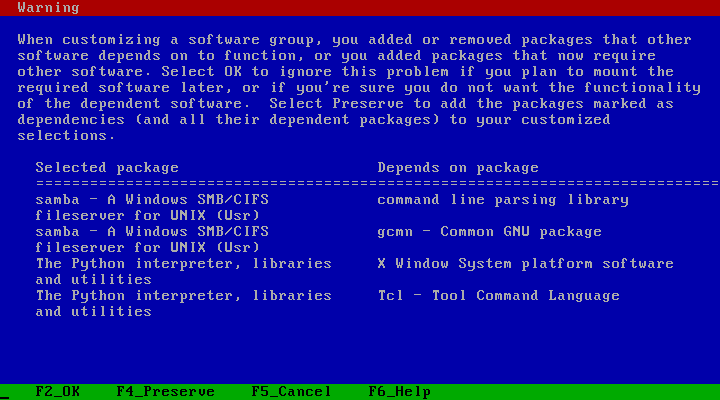 Warning
When customizing a software group, you added or removed packages that other
software depends on to function, or you added packages that now require
other software. Select OK to ignore this problem if you plan to mount the
required software later, or if you're sure you do not want the functionality
of the dependent software.  Select Preserve to add the packages marked as
dependencies (and all their dependent packages) to your customized
selections.
Selected package Depends on package
============================================================================
samba - A Windows SMB/CIFS command line parsing library
fileserver for UNIX (Usr)
samba - A Windows SMB/CIFS gcmn - Common GNU package
fileserver for UNIX (Usr)
The Python interpreter, libraries X Window System platform software
and utilities
The Python interpreter, libraries Tcl - Tool Command Language
and utilities
_ F2_OK F4_Preserve F5_Cancel F6_Help